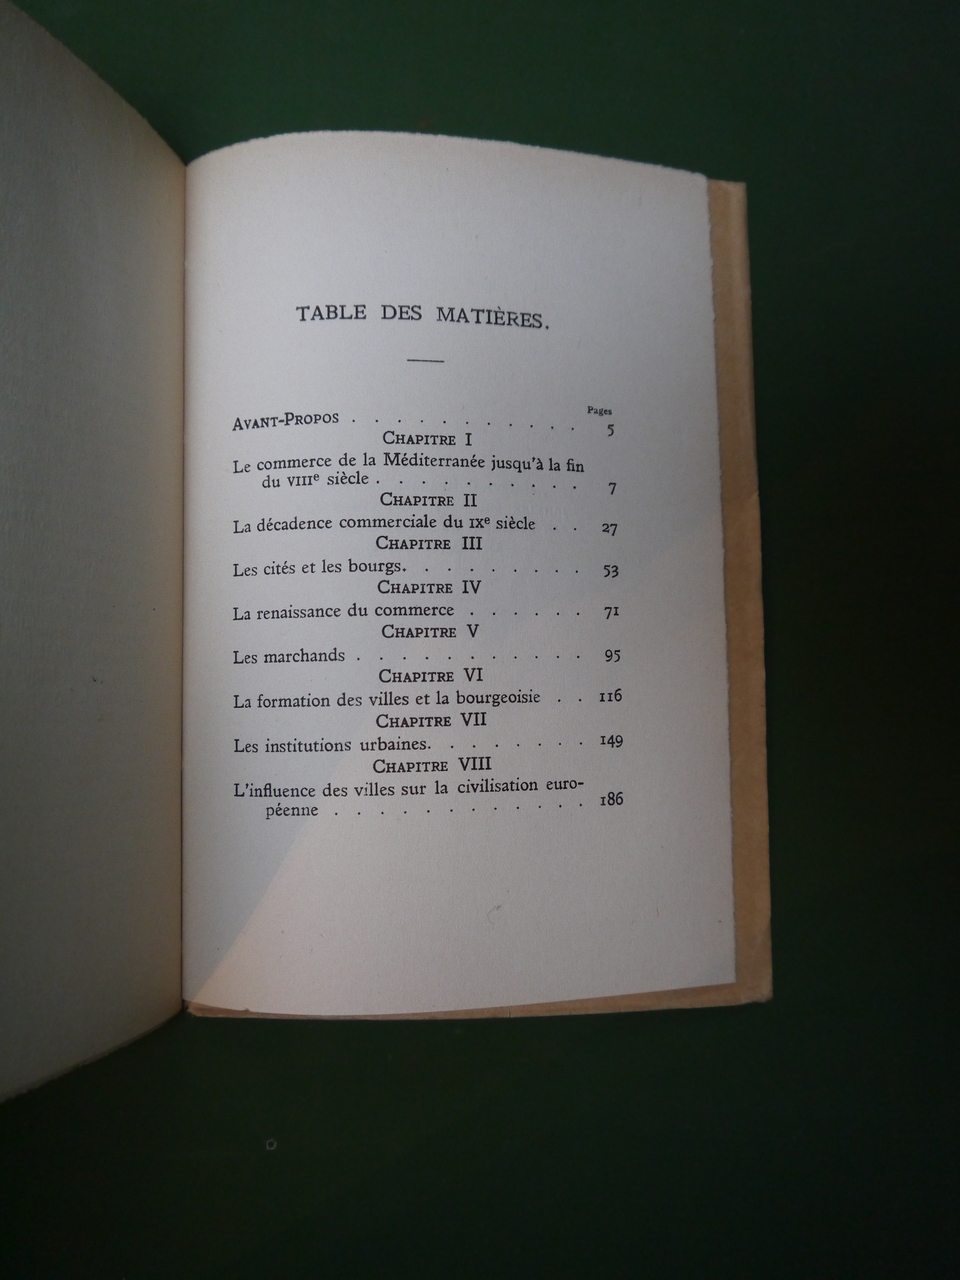 TABLE DES MATIÈRES.
Pages
AVANT-PROPOS . . . . . . . . . . . 5
CHAPITRE I
Le commerce de la Méditerranée jusqu'à la fin
du VIIIe siècle . . . . . . . . . . 7
CHAPITRE II
La décadence commerciale du IXe siècle . . 27
CHAPITRE III
Les cités et les bourgs. . . . . . . . . 53
CHAPITRE IV
La renaissance du commerce . . . . . . 71
CHAPITRE V
Les marchands . . . . . . . . . . . 95
CHAPITRE VI
La formation des villes et la bourgeoisie . . 116
CHAPITRE VII
Les institutions urbaines. . . . . . . . 149
CHAPITRE VIII
L'influence des villes sur la civilisation euro-
péenne . . . . . . . . . . . . 186